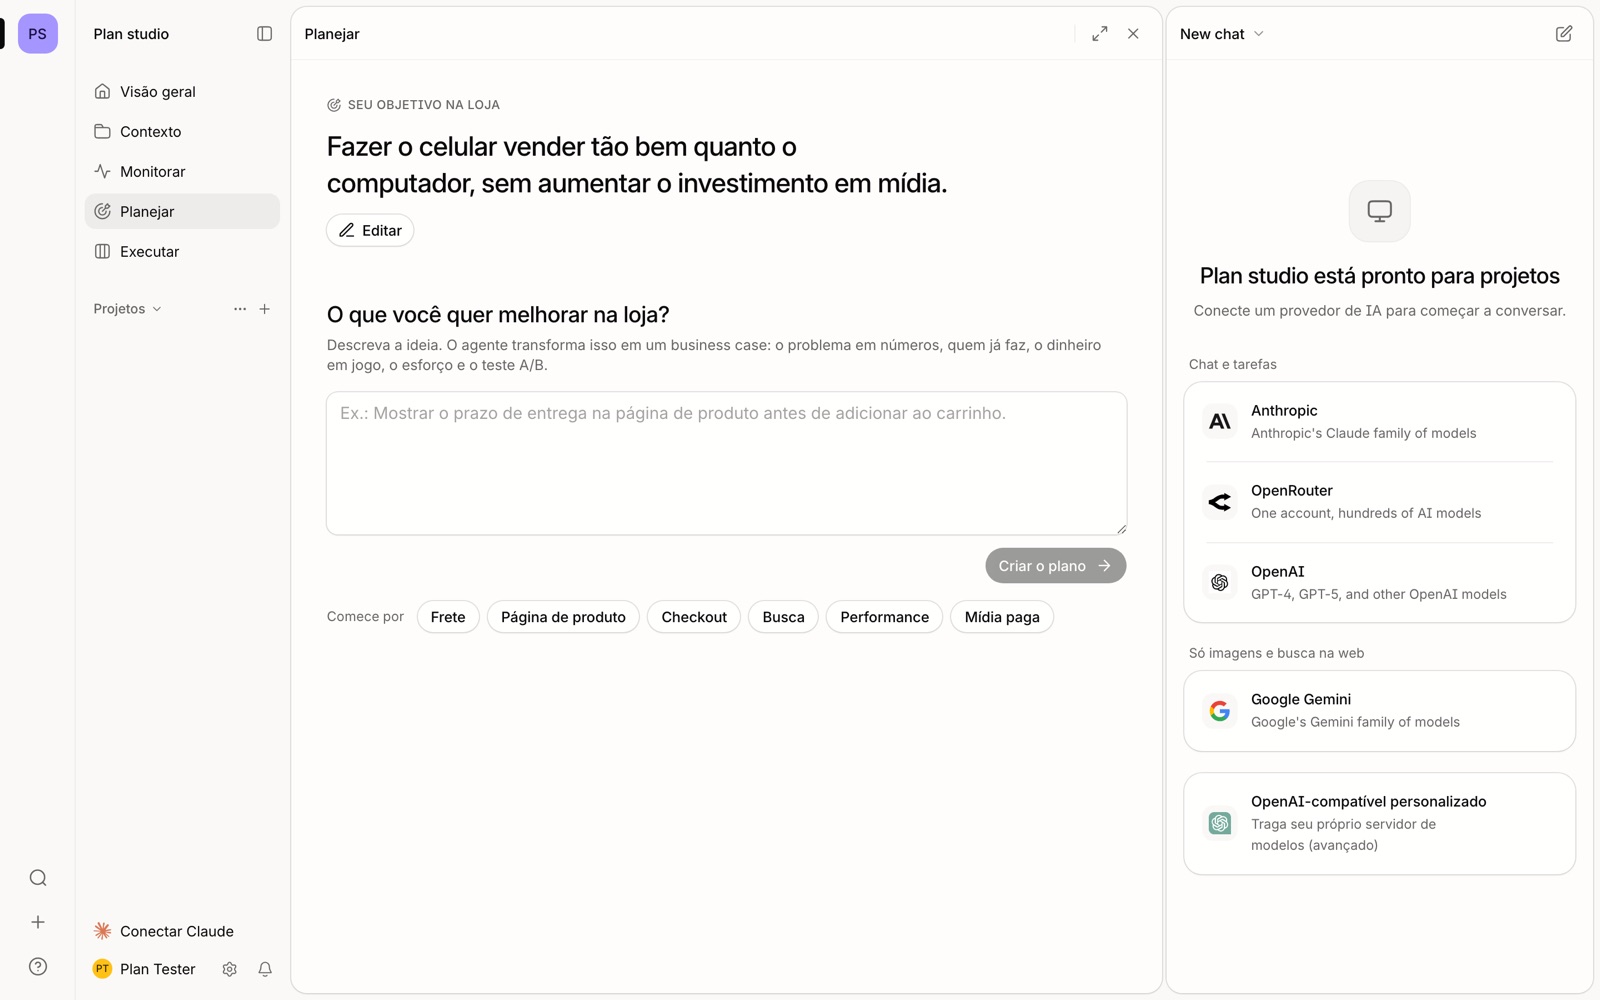 PS
Plan studio
Visão geral
Contexto
Monitorar
Planejar
Executar
Projetos
Conectar Claude
PT
Plan Tester
Planejar
SEU OBJETIVO NA LOJA
Fazer o celular vender tão bem quanto o
computador, sem aumentar o investimento em mídia.
Editar
O que você quer melhorar na loja?
Descreva a ideia. O agente transforma isso em um business case: o problema em números, quem já faz, o dinheiro
em jogo, o esforço e o teste A/B.
Ex.: Mostrar o prazo de entrega na página de produto antes de adicionar ao carrinho.
Criar o plano
Comece por Frete Página de produto Checkout Busca Performance Mídia paga
New chat
Plan studio está pronto para projetos
Conecte um provedor de IA para começar a conversar.
Chat e tarefas
Anthropic
Anthropic's Claude family of models
OpenRouter
One account, hundreds of AI models
OpenAI
GPT-4, GPT-5, and other OpenAI models
Só imagens e busca na web
Google Gemini
Google's Gemini family of models
OpenAI-compatível personalizado
Traga seu próprio servidor de
modelos (avançado)